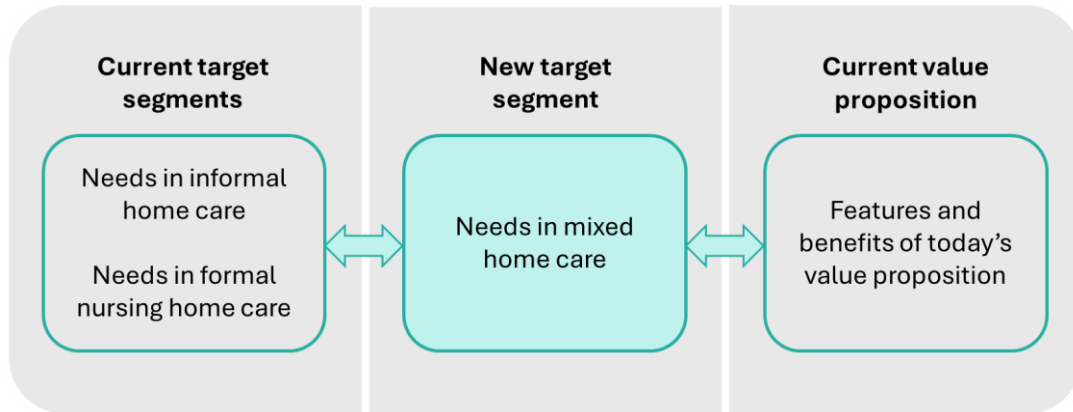 Current target
segments
Needs in informal
home care
Needs in formal
nursing home care
New target
segment
Needs in mixed
home care
Current value
proposition
Features and
benefits of today's
value proposition